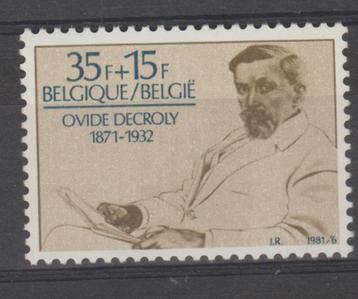 35F+15F
BELGIQUE/BELGIË
OVIDE DECROLY
1871-1932
J.R. 1981/6